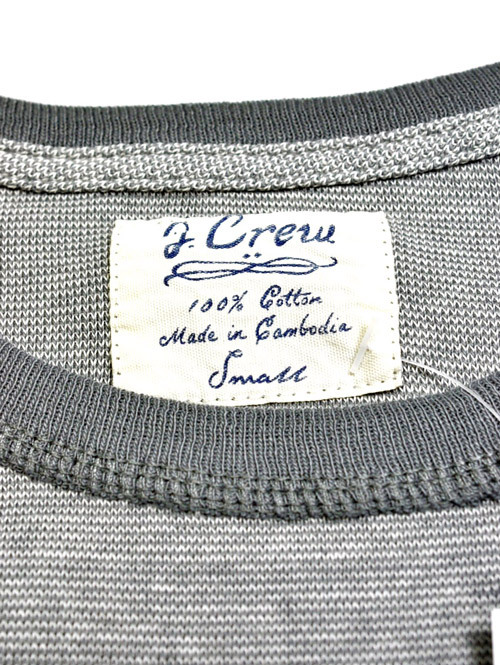 J. Crew
100% Cotton
Made in Cambodia
Small